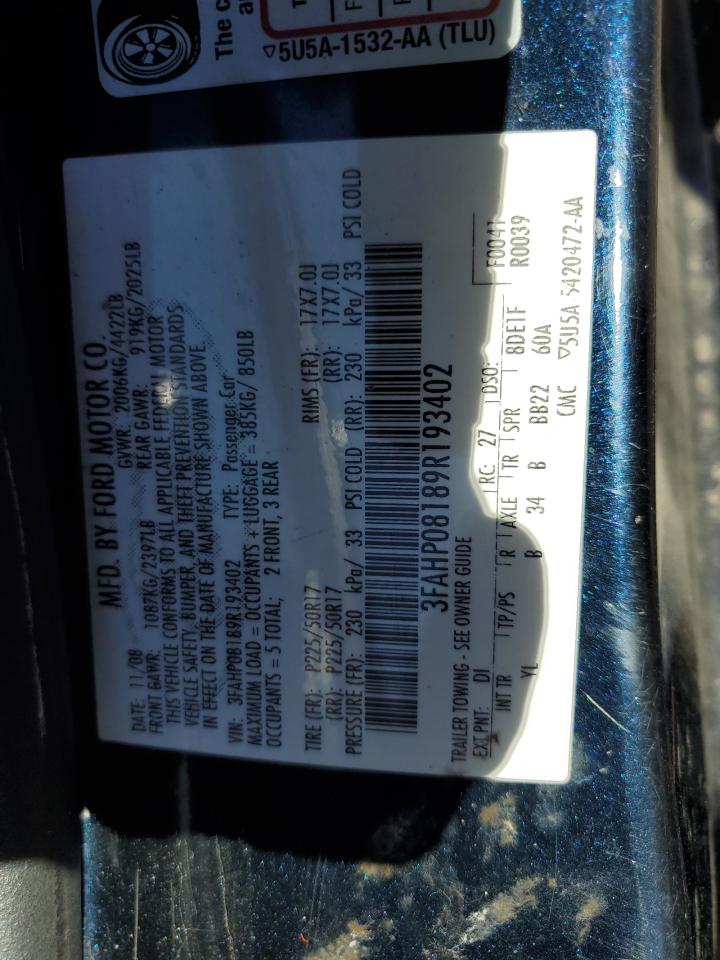 The c
a
T
F
F
▽5U5A-1532-AA (TLU)
MFD. BY FORD MOTOR CO.
DATE: 11/08 GVWR: 2006KG/4422LB
FRONT GAWR: 1087KG/2397LB REAR GAWR: 919KG/2025LB
THIS VEHICLE CONFORMS TO ALL APPLICABLE FEDERAL MOTOR
VEHICLE SAFETY, BUMPER, AND THEFT PREVENTION STANDARDS
IN EFFECT ON THE DATE OF MANUFACTURE SHOWN ABOVE.
VIN: 3FAHP08189R193402 TYPE: Passenger Car
MAXIMUM LOAD = OCCUPANTS + LUGGAGE = 385KG/ 850LB
OCCUPANTS = 5 TOTAL; 2 FRONT, 3 REAR
TIRE (FR): P225/50R17 RIMS (FR): 17X7.0J
(RR): P225/50R17 (RR): 17X7.0J
PRESSURE (FR): 230 kPa/ 33 PSI COLD (RR): 230 kPa/ 33 PSI COLD
3FAHP08189R193402
TRAILER TOWING - SEE OWNER GUIDE
EXT PNT: DI RC: 27 DSO: F0041
INT TR TP/PS R AXLE TR SPR 8DE1F R0039
YL B 34 B BB22 60A
CMC ▽5U5A 5420472-AA